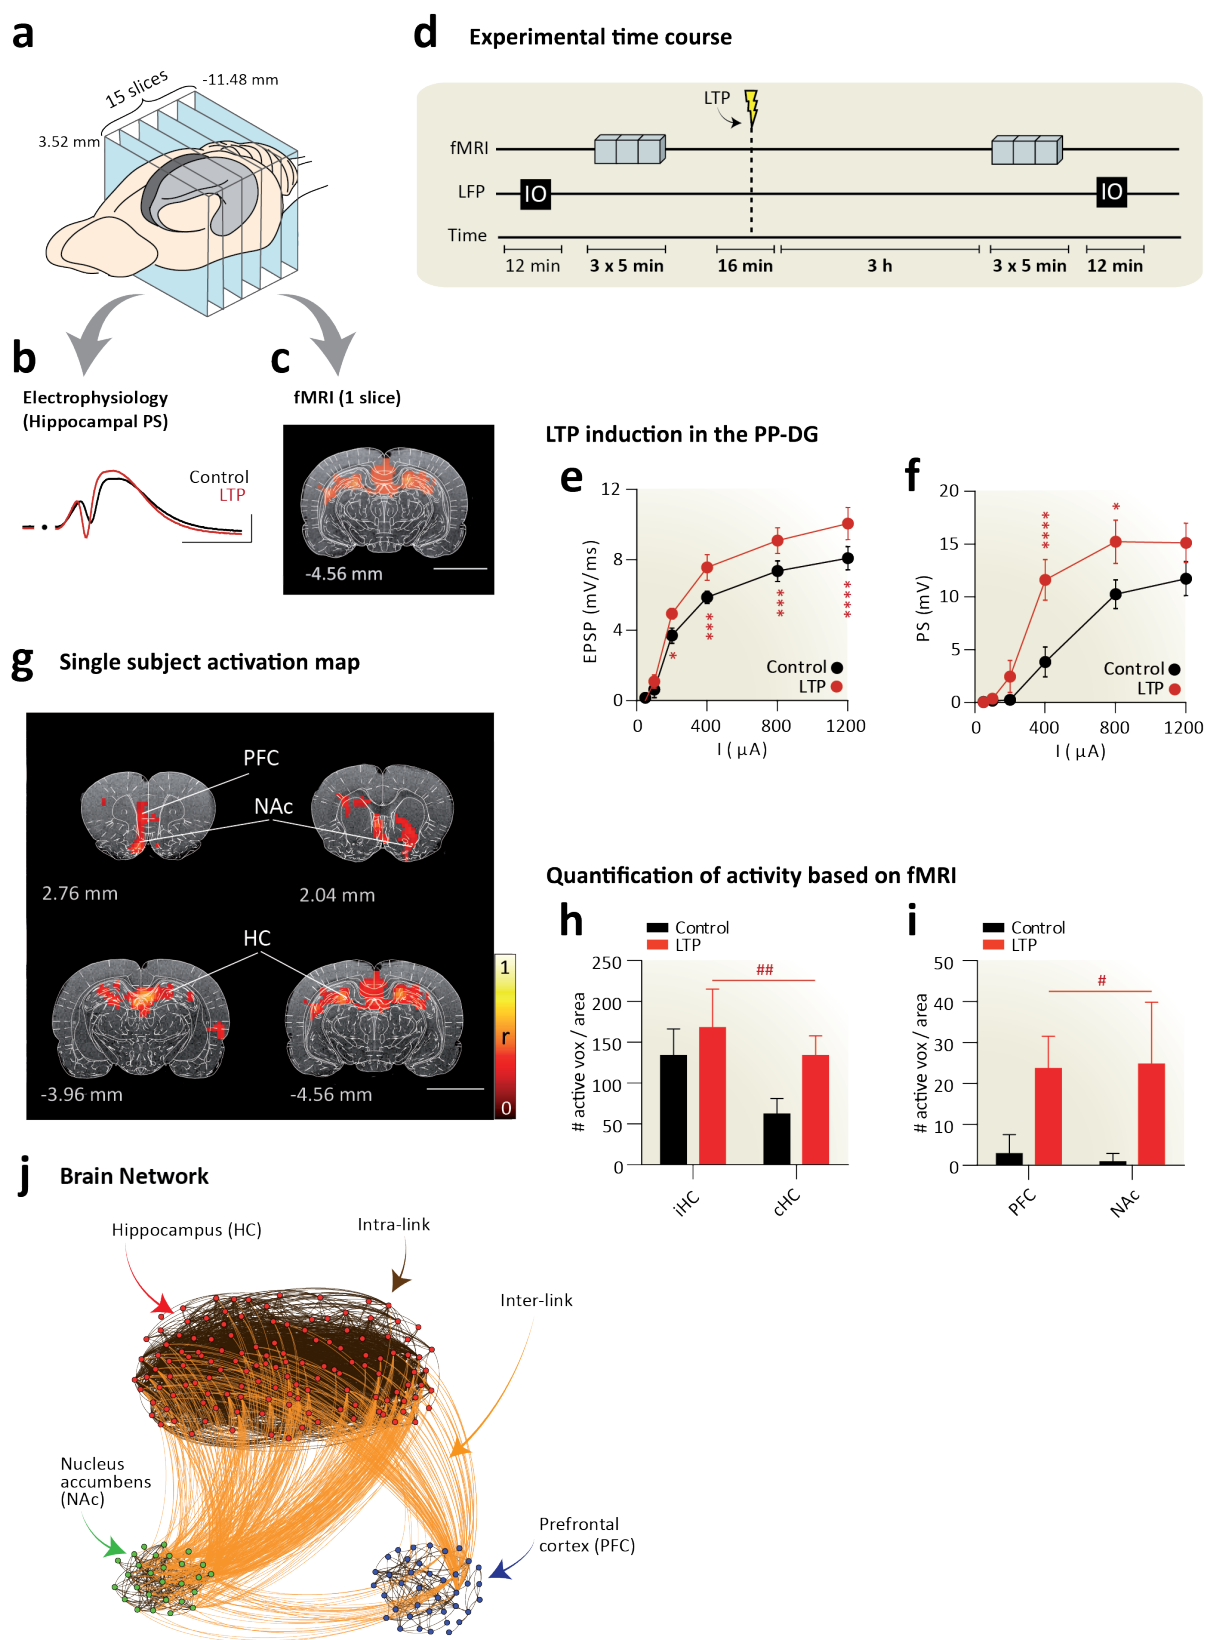 a
15 slices
-11.48 mm
3.52 mm
d
Experimental time course
LTP
fMRI
LFP
IO
IO
Time
12 min
3 x 5 min
16 min
3 h
3 x 5 min
12 min
b
Electrophysiology
(Hippocampal PS)
Control
LTP
c
fMRI (1 slice)
-4.56 mm
LTP induction in the PP-DG
e
12
8
4
0
EPSP (mV/ms)
*
***
***
****
Control
LTP
0
400
800
1200
I ( µA)
f
20
15
10
5
0
PS (mV)
****
*
Control
LTP
0
400
800
1200
I ( µA)
g
Single subject activation map
PFC
NAc
2.76 mm
2.04 mm
HC
-3.96 mm
-4.56 mm
1
r
0
Quantification of activity based on fMRI
h
Control
LTP
250
200
150
100
50
0
# active vox / area
##
iHC
cHC
i
Control
LTP
50
40
30
20
10
0
# active vox / area
#
PFC
NAc
j
Brain Network
Hippocampus (HC)
Intra-link
Inter-link
Nucleus
accumbens
(NAc)
Prefrontal
cortex (PFC)